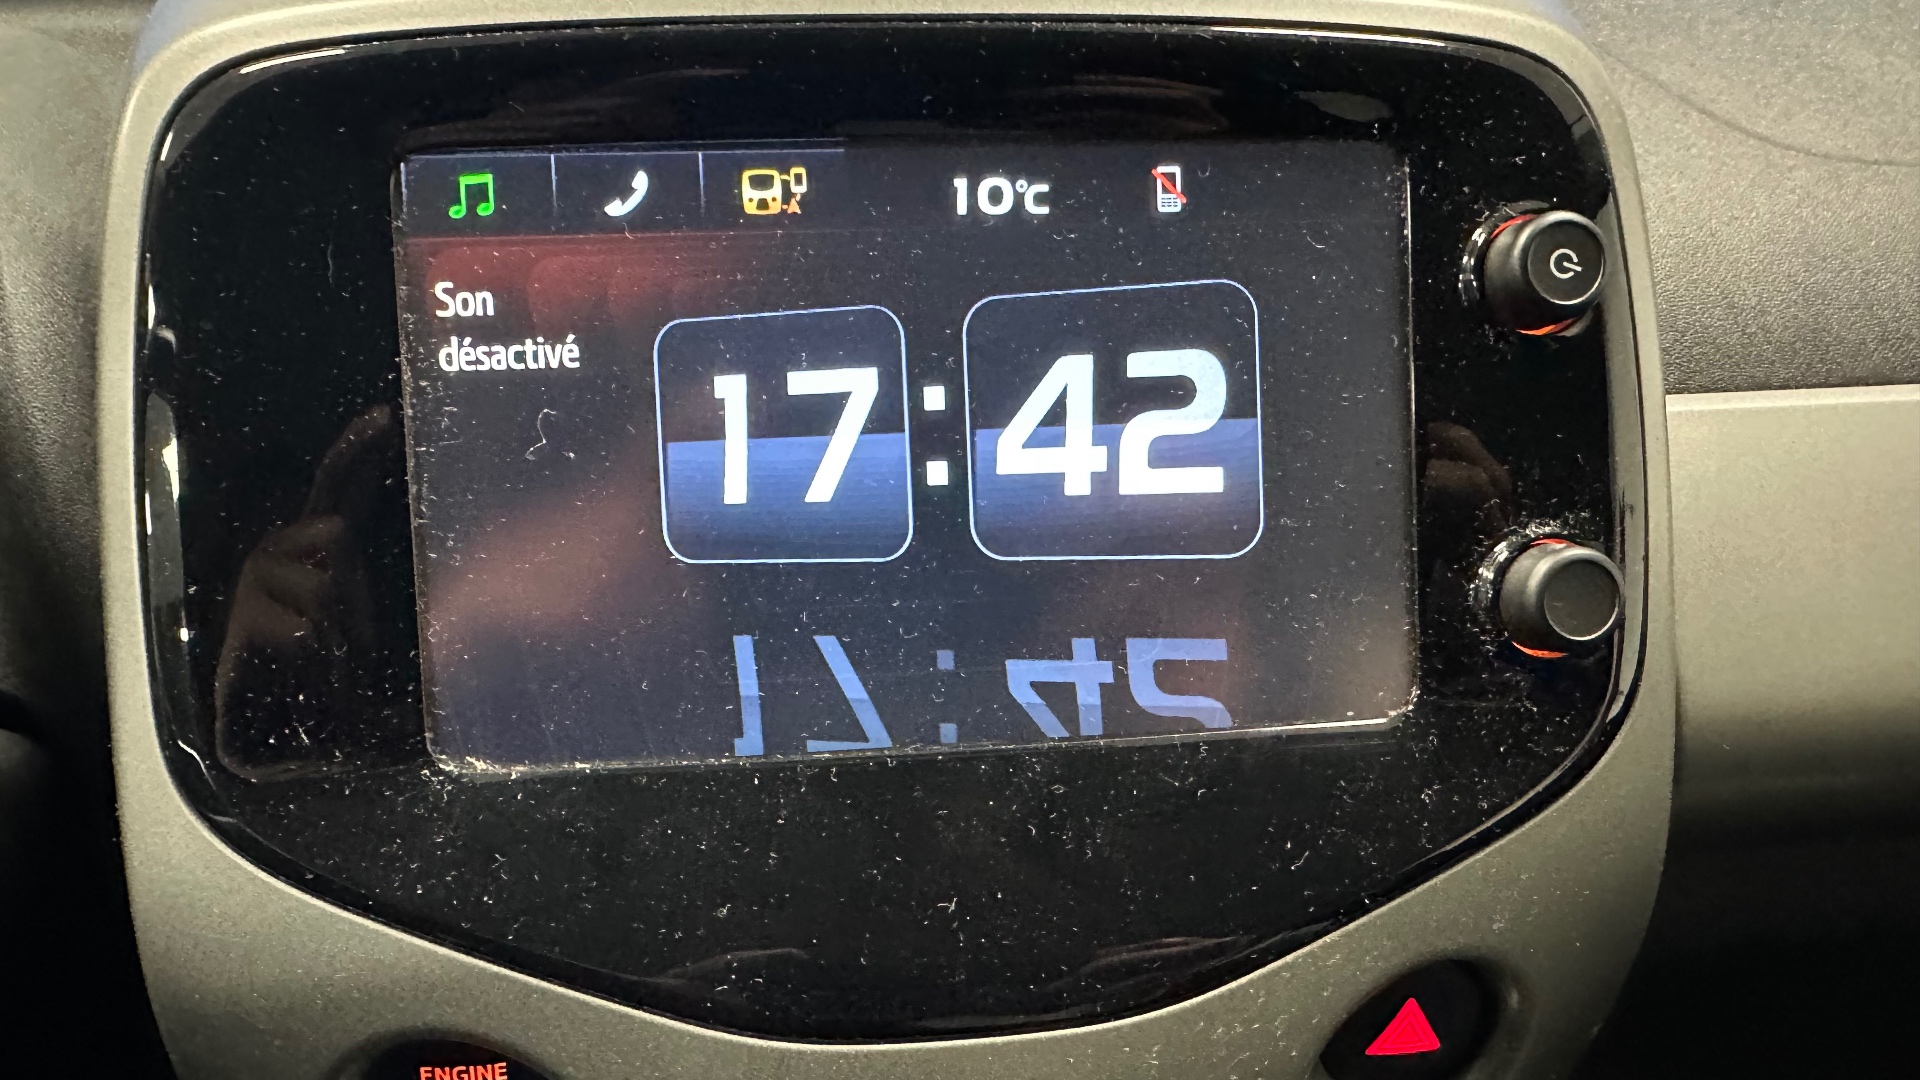 10°C
Son
désactivé
17:42
ENGINE